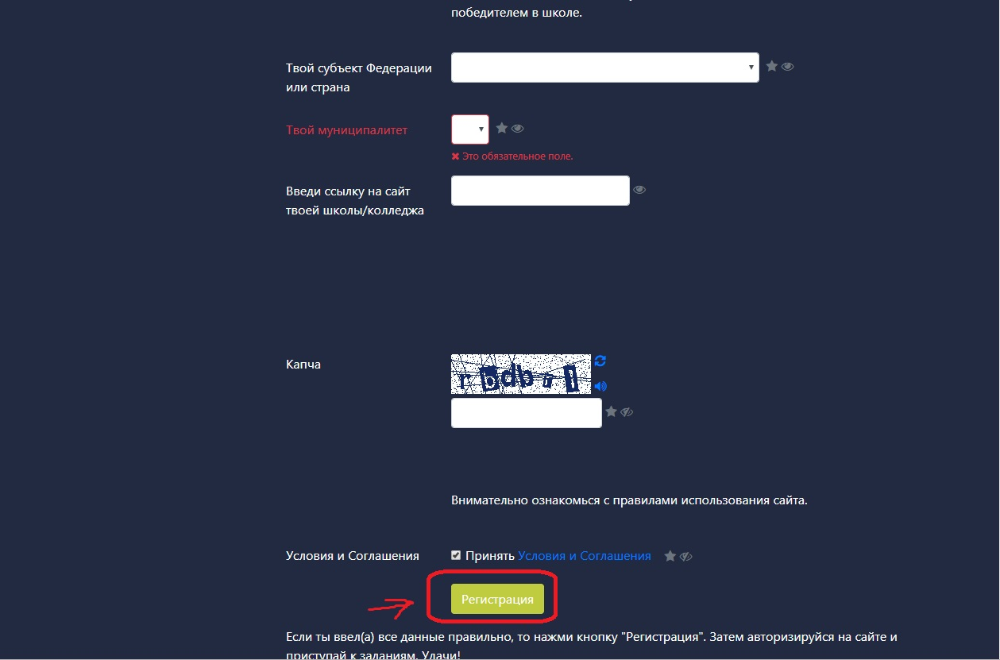 победителем в школе.
Твой субъект Федерации
или страна
Твой муниципалитет
Это обязательное поле.
Введи ссылку на сайт
твоей школы/колледжа
Капча
Внимательно ознакомься с правилами использования сайта.
Условия и Соглашения
Принять Условия и Соглашения
Регистрация
Если ты ввел(а) все данные правильно, то нажми кнопку "Регистрация". Затем авторизируйся на сайте и
приступай к заданиям. Удачи!